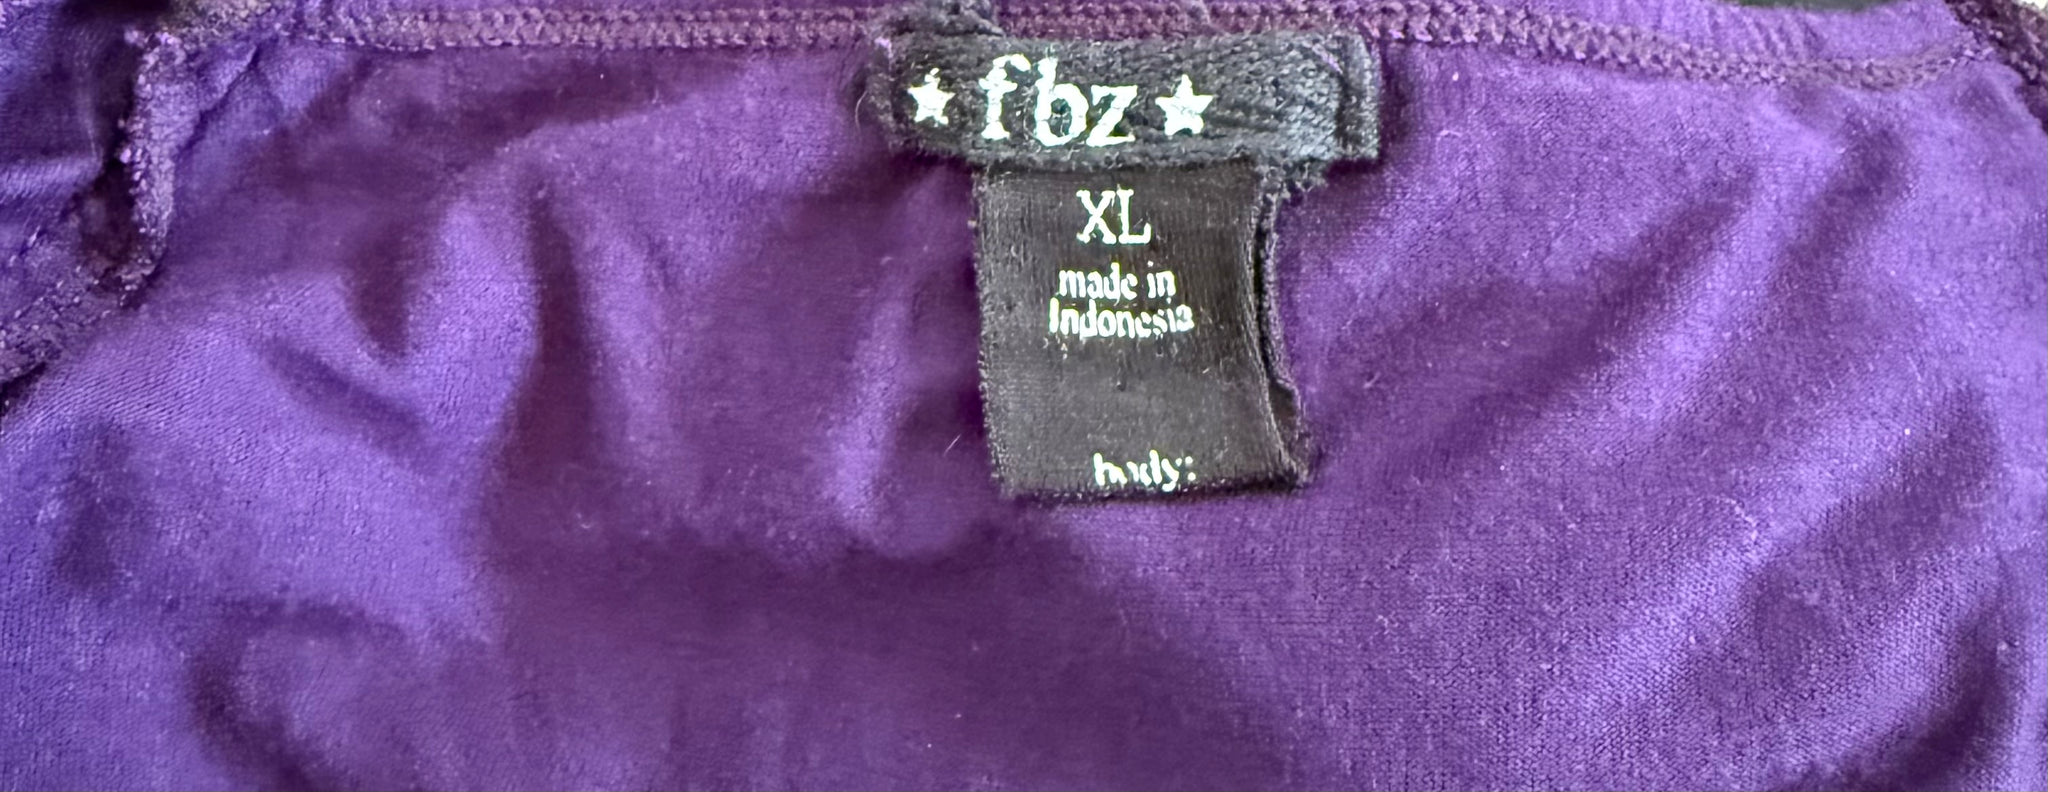 ★ fbz ★
XL
made in
Indonesia
body: